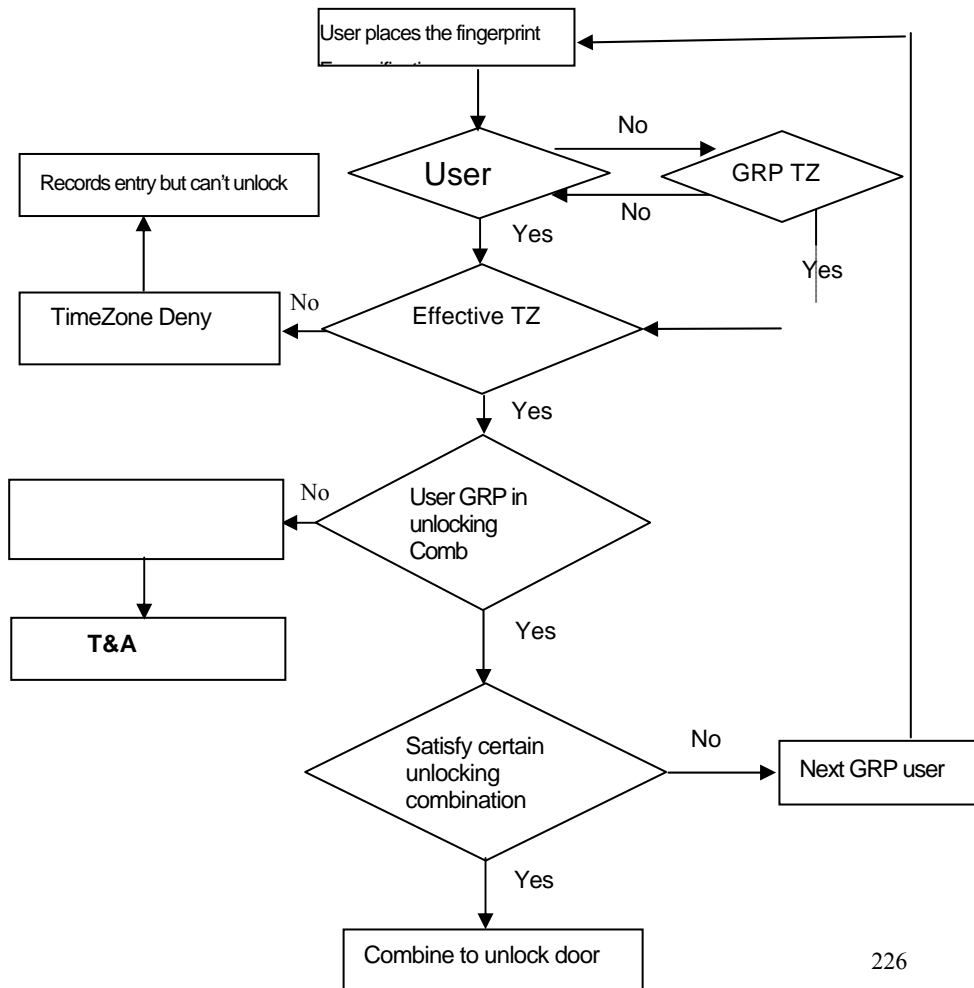 User places the fingerprint
No
User
GRP TZ
Records entry but can't unlock
No
Yes
Yes
TimeZone Deny
No
Effective TZ
Yes
No
User GRP in
unlocking
Comb
Yes
T&A
Satisfy certain
unlocking
combination
No
Next GRP user
Yes
Combine to unlock door
226